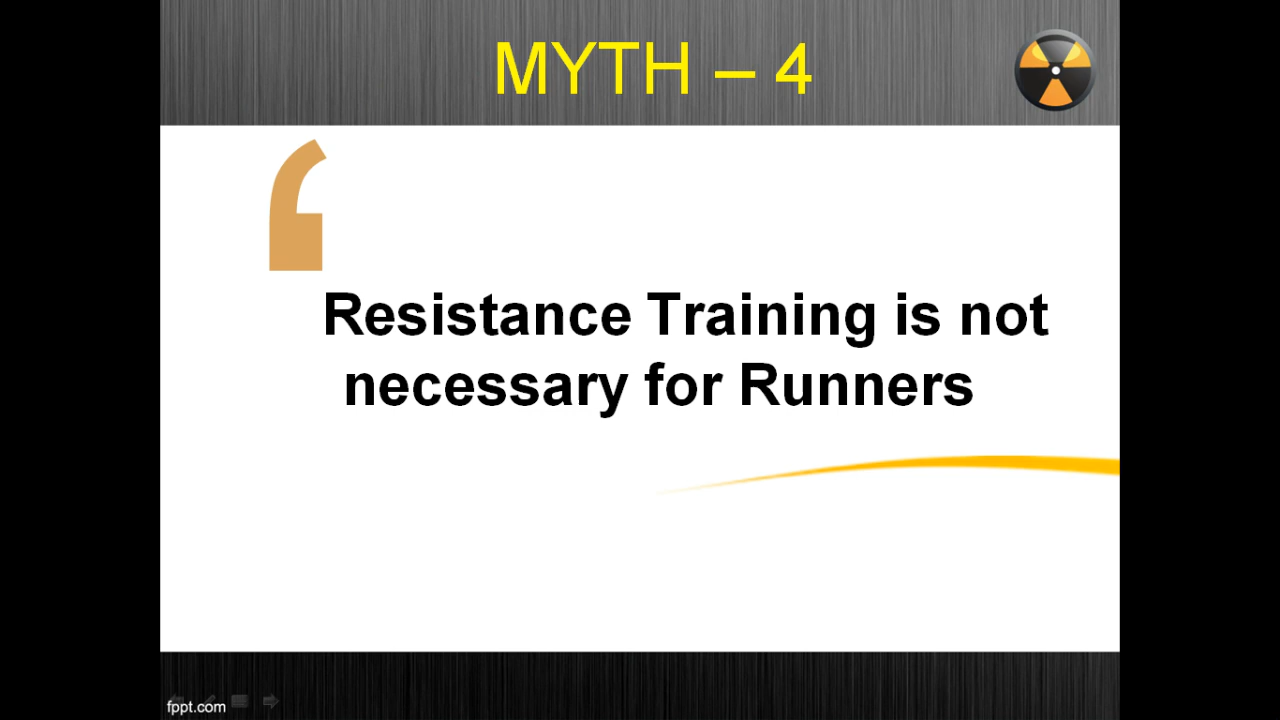 MYTH – 4
‘
Resistance Training is not
necessary for Runners
fppt.com